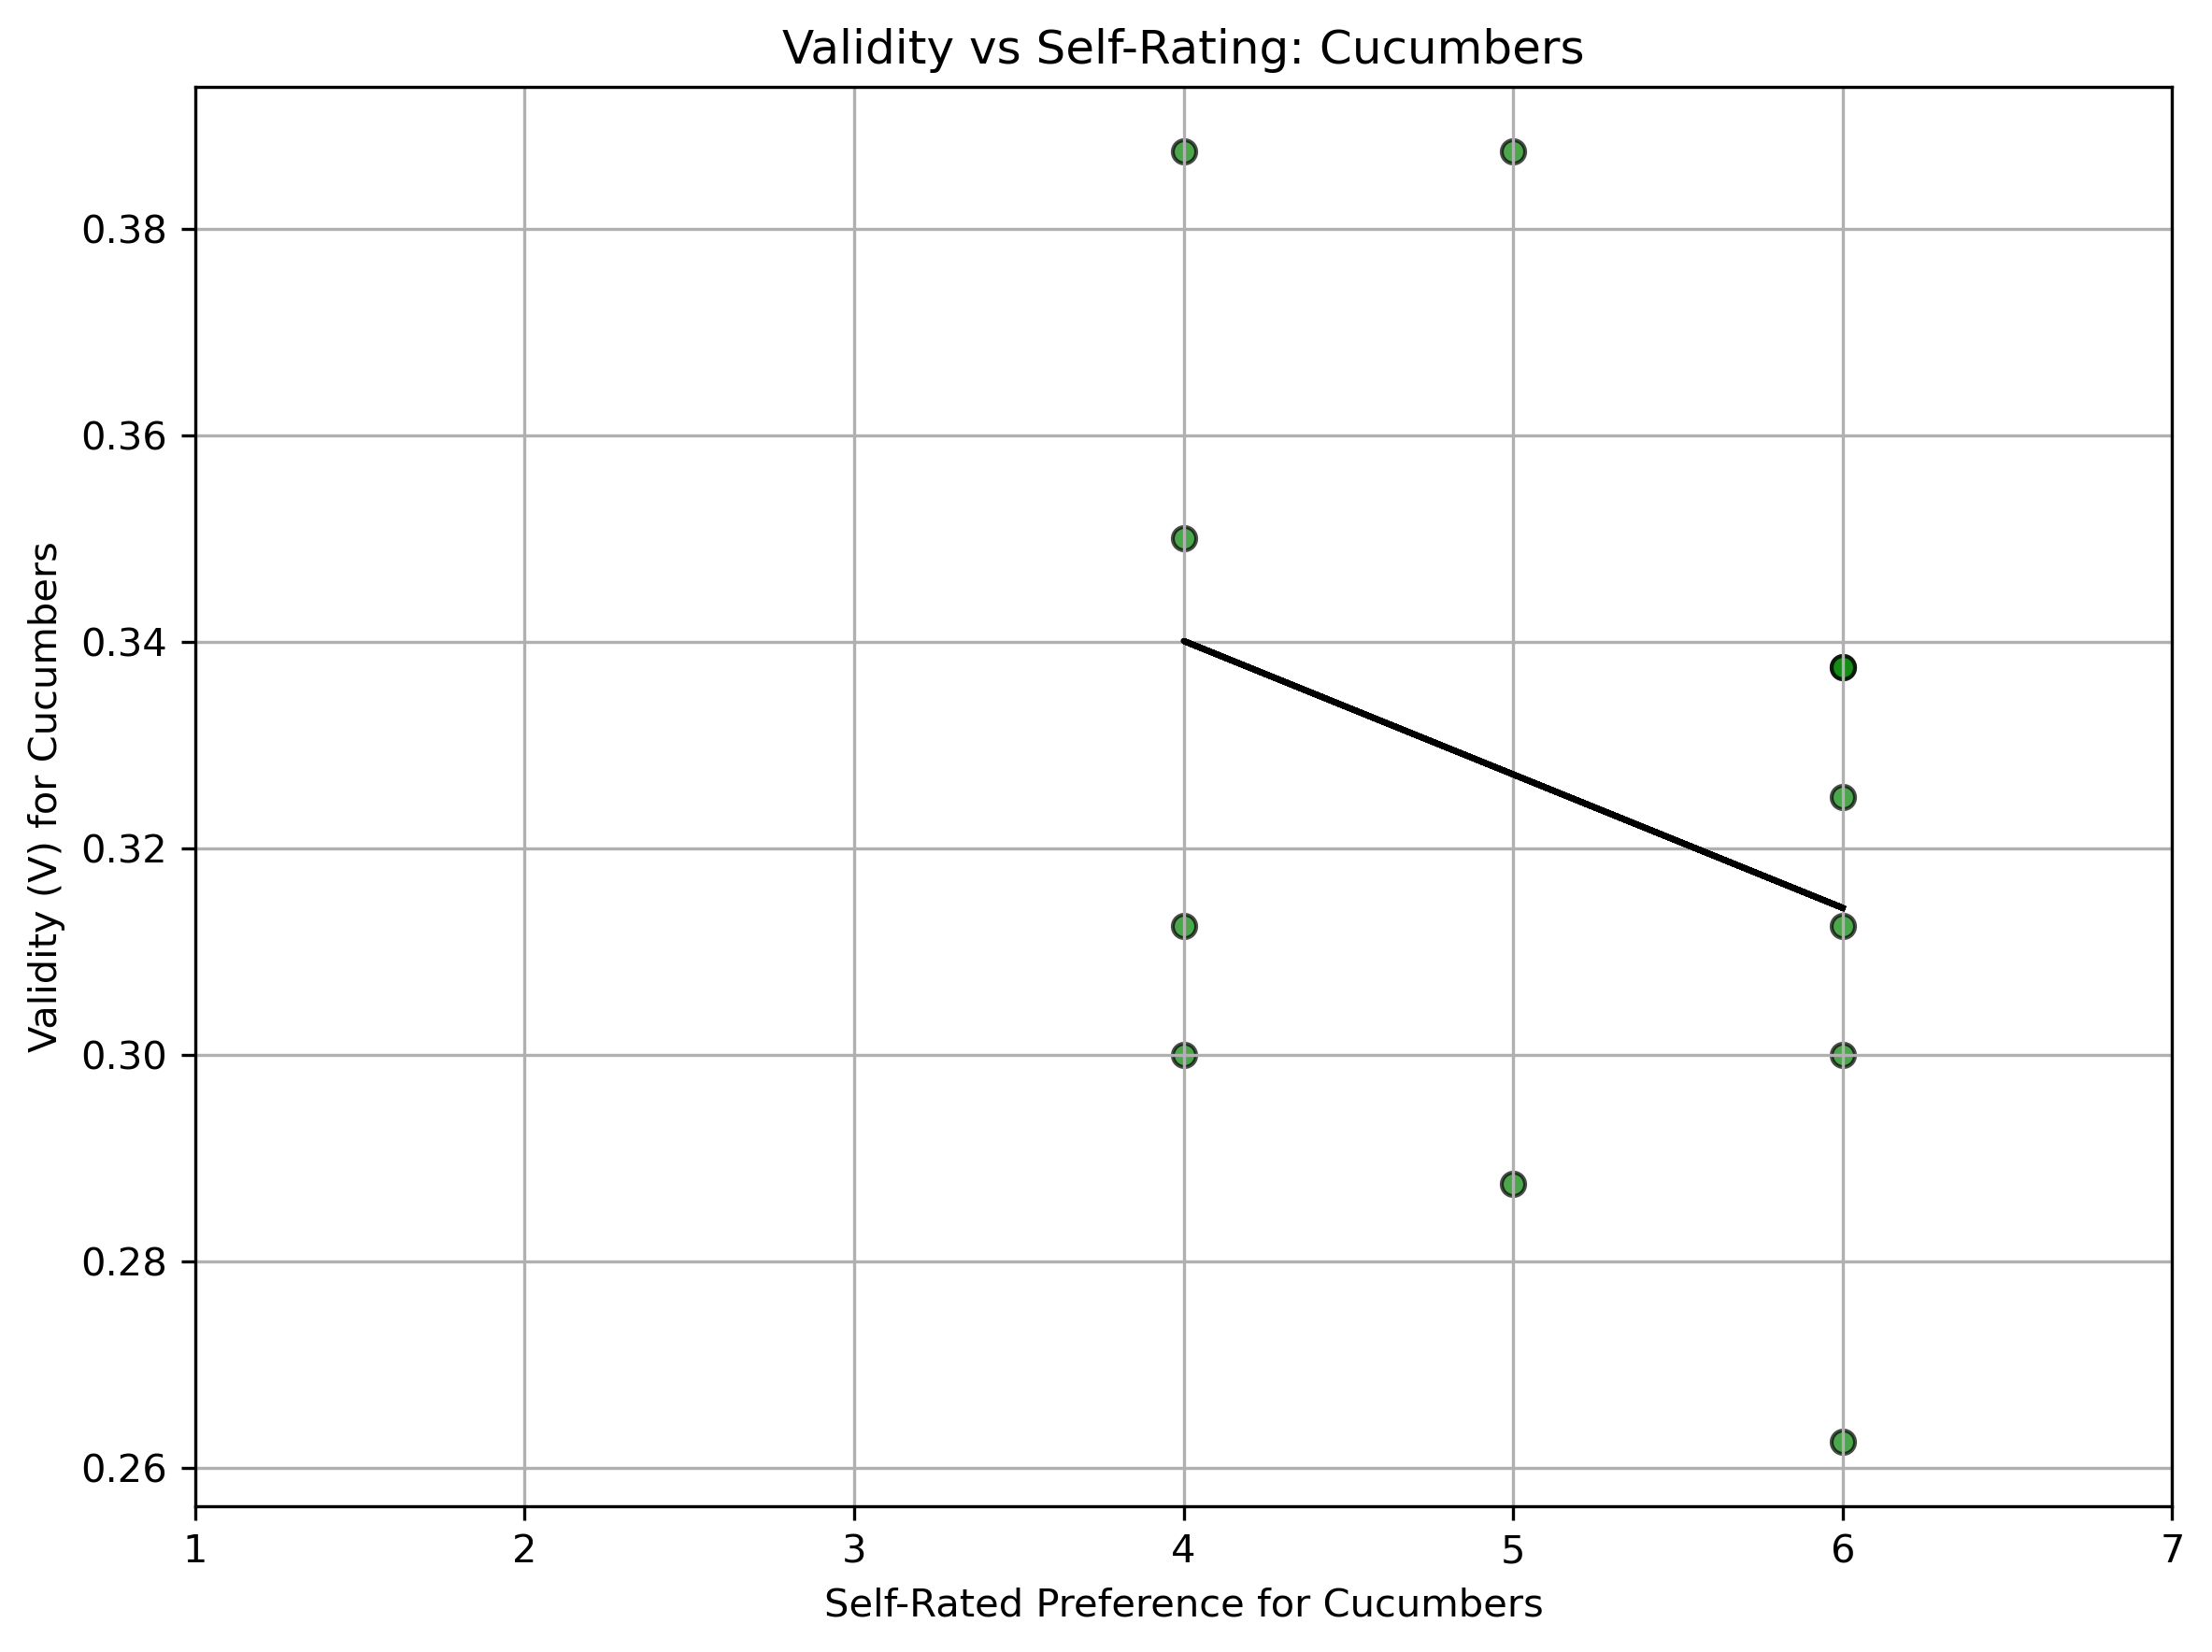 Validity vs Self-Rating: Cucumbers
Validity (V) for Cucumbers
0.38
0.36
0.34
0.32
0.30
0.28
0.26
1 2 3 4 5 6 7
Self-Rated Preference for Cucumbers